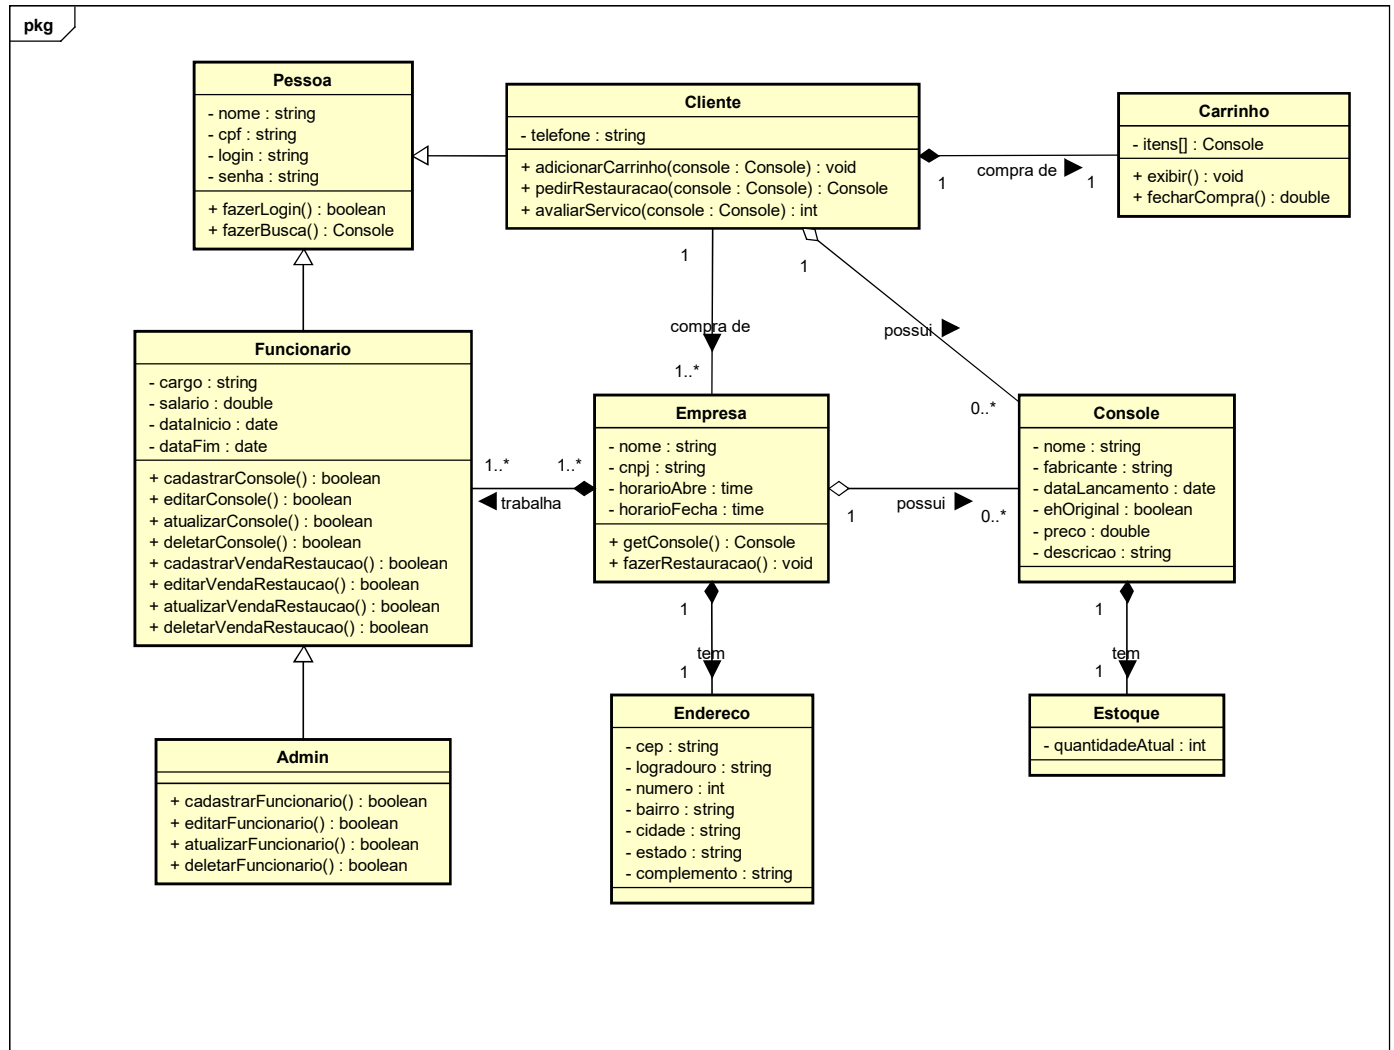 pkg
Pessoa
- nome : string
- cpf : string
- login : string
- senha : string
+ fazerLogin() : boolean
+ fazerBusca() : Console
Cliente
- telefone : string
+ adicionarCarrinho(console : Console) : void
+ pedirRestauracao(console : Console) : Console
+ avaliarServico(console : Console) : int
Carrinho
- itens[] : Console
+ exibir() : void
+ fecharCompra() : double
1
compra de
1
1
compra de
1..*
1
possui
0..*
Funcionario
- cargo : string
- salario : double
- dataInicio : date
- dataFim : date
+ cadastrarConsole() : boolean
+ editarConsole() : boolean
+ atualizarConsole() : boolean
+ deletarConsole() : boolean
+ cadastrarVendaRestaucao() : boolean
+ editarVendaRestaucao() : boolean
+ atualizarVendaRestaucao() : boolean
+ deletarVendaRestaucao() : boolean
1..*
1..*
trabalha
Empresa
- nome : string
- cnpj : string
- horarioAbre : time
- horarioFecha : time
+ getConsole() : Console
+ fazerRestauracao() : void
1
possui
0..*
Console
- nome : string
- fabricante : string
- dataLancamento : date
- ehOriginal : boolean
- preco : double
- descricao : string
1
tem
1
1
tem
1
Admin
+ cadastrarFuncionario() : boolean
+ editarFuncionario() : boolean
+ atualizarFuncionario() : boolean
+ deletarFuncionario() : boolean
Endereco
- cep : string
- logradouro : string
- numero : int
- bairro : string
- cidade : string
- estado : string
- complemento : string
Estoque
- quantidadeAtual : int